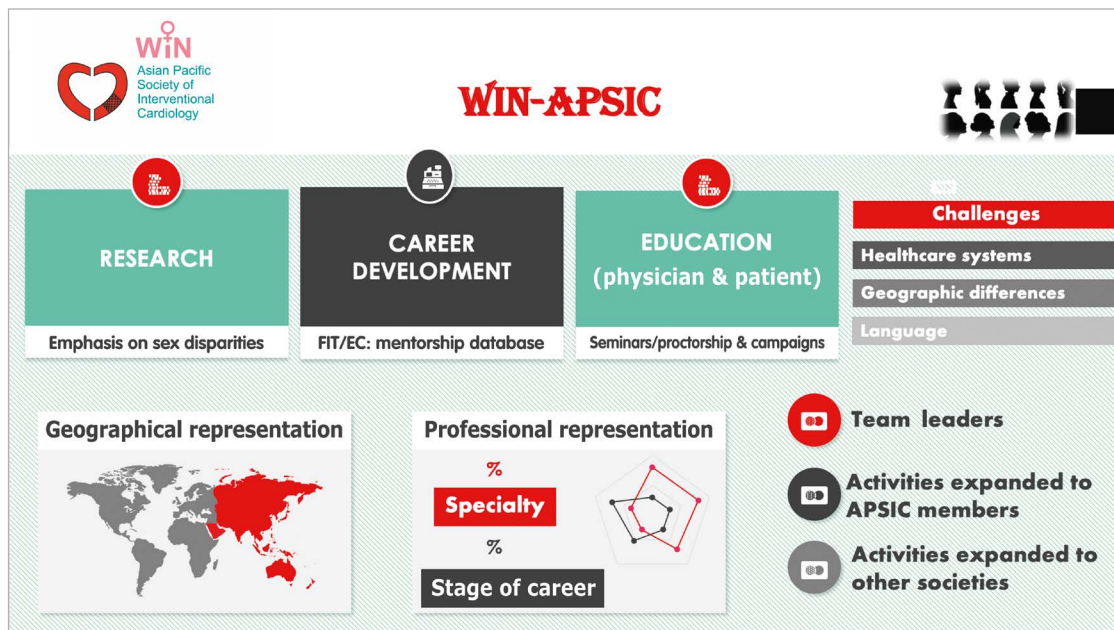 WiN
Asian Pacific
Society of
Interventional
Cardiology
WIN-APSIC
RESEARCH
Emphasis on sex disparities
CAREER
DEVELOPMENT
FIT/EC: mentorship database
EDUCATION
(physician & patient)
Seminars/proctorship & campaigns
Challenges
Healthcare systems
Geographic differences
Language
Geographical representation
Professional representation
%
Specialty
%
Stage of career
Team leaders
Activities expanded to
APSIC members
Activities expanded to
other societies